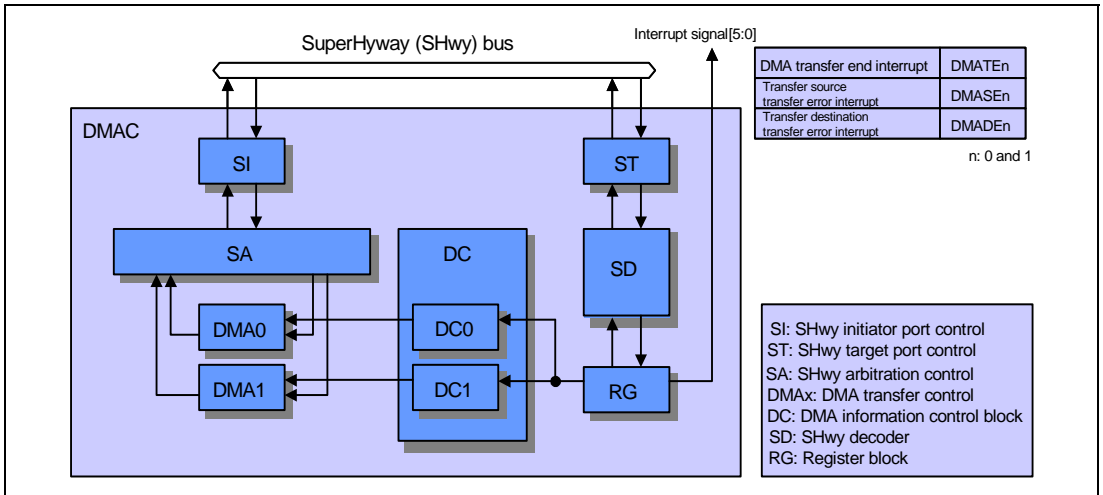 SuperHyway (SHwy) bus
Interrupt signal[5:0]
DMA transfer end interrupt DMATEn
Transfer source
transfer error interrupt DMASEn
Transfer destination
transfer error interrupt DMADEn
n: 0 and 1
DMAC
SI
ST
SA
DC
SD
DMA0
DC0
DMA1
DC1
RG
SI: SHwy initiator port control
ST: SHwy target port control
SA: SHwy arbitration control
DMAx: DMA transfer control
DC: DMA information control block
SD: SHwy decoder
RG: Register block